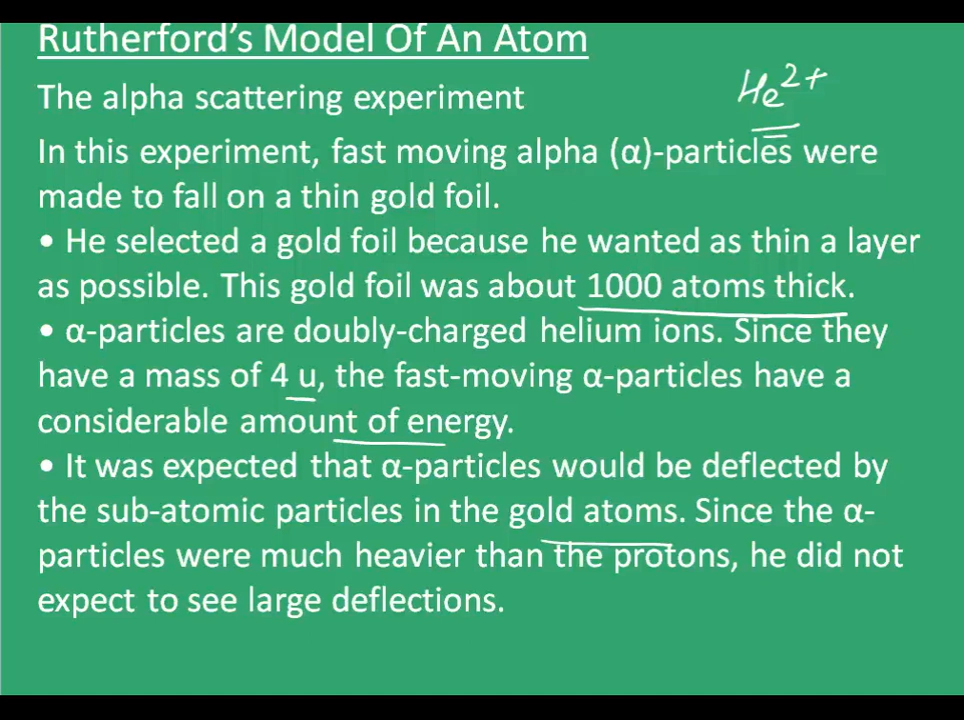 Rutherford's Model Of An Atom
The alpha scattering experiment
He2+
In this experiment, fast moving alpha (α)-particles were
made to fall on a thin gold foil.
• He selected a gold foil because he wanted as thin a layer
as possible. This gold foil was about 1000 atoms thick.
• α-particles are doubly-charged helium ions. Since they
have a mass of 4 u, the fast-moving α-particles have a
considerable amount of energy.
• It was expected that α-particles would be deflected by
the sub-atomic particles in the gold atoms. Since the α-
particles were much heavier than the protons, he did not
expect to see large deflections.